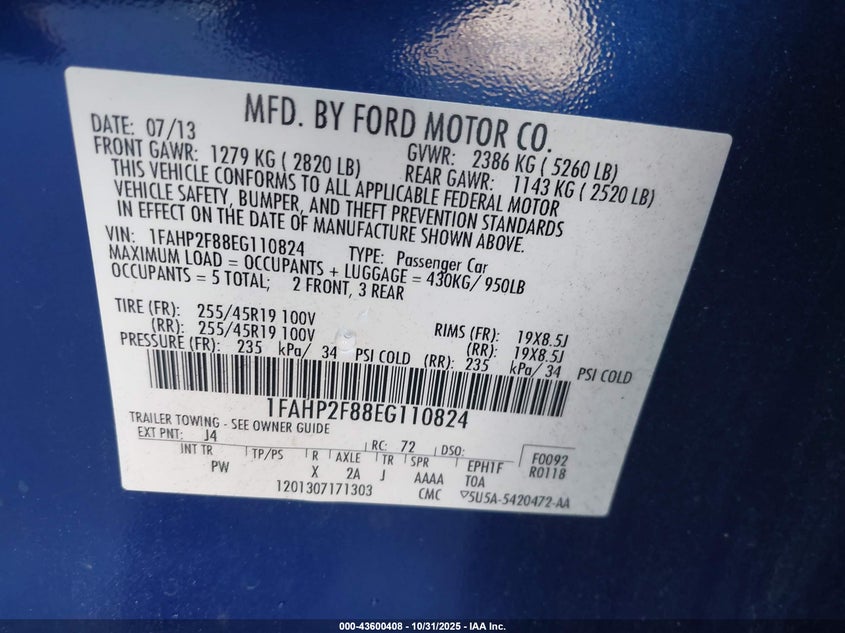 MFD. BY FORD MOTOR CO.
DATE: 07/13 GVWR: 2386 KG ( 5260 LB)
FRONT GAWR: 1279 KG ( 2820 LB) REAR GAWR: 1143 KG ( 2520 LB)
THIS VEHICLE CONFORMS TO ALL APPLICABLE FEDERAL MOTOR
VEHICLE SAFETY, BUMPER, AND THEFT PREVENTION STANDARDS
IN EFFECT ON THE DATE OF MANUFACTURE SHOWN ABOVE.
VIN: 1FAHP2F88EG110824 TYPE: Passenger Car
MAXIMUM LOAD = OCCUPANTS + LUGGAGE = 430KG/ 950LB
OCCUPANTS = 5 TOTAL; 2 FRONT, 3 REAR
TIRE (FR): 255/45R19 100V RIMS (FR): 19X8.5J
(RR): 255/45R19 100V (RR): 19X8.5J
PRESSURE (FR): 235 kPa/ 34 PSI COLD (RR): 235 kPa/ 34 PSI COLD
1FAHP2F88EG110824
TRAILER TOWING - SEE OWNER GUIDE
EXT PNT: J4 RC: 72 DSO: F0092
R0118
INT TR TP/PS R AXLE TR SPR EPH1F
PW X 2A J AAAA TOA
1201307171303 CMC 5U5A-5420472-AA
000-43600408 - 10/31/2025 - IAA Inc.